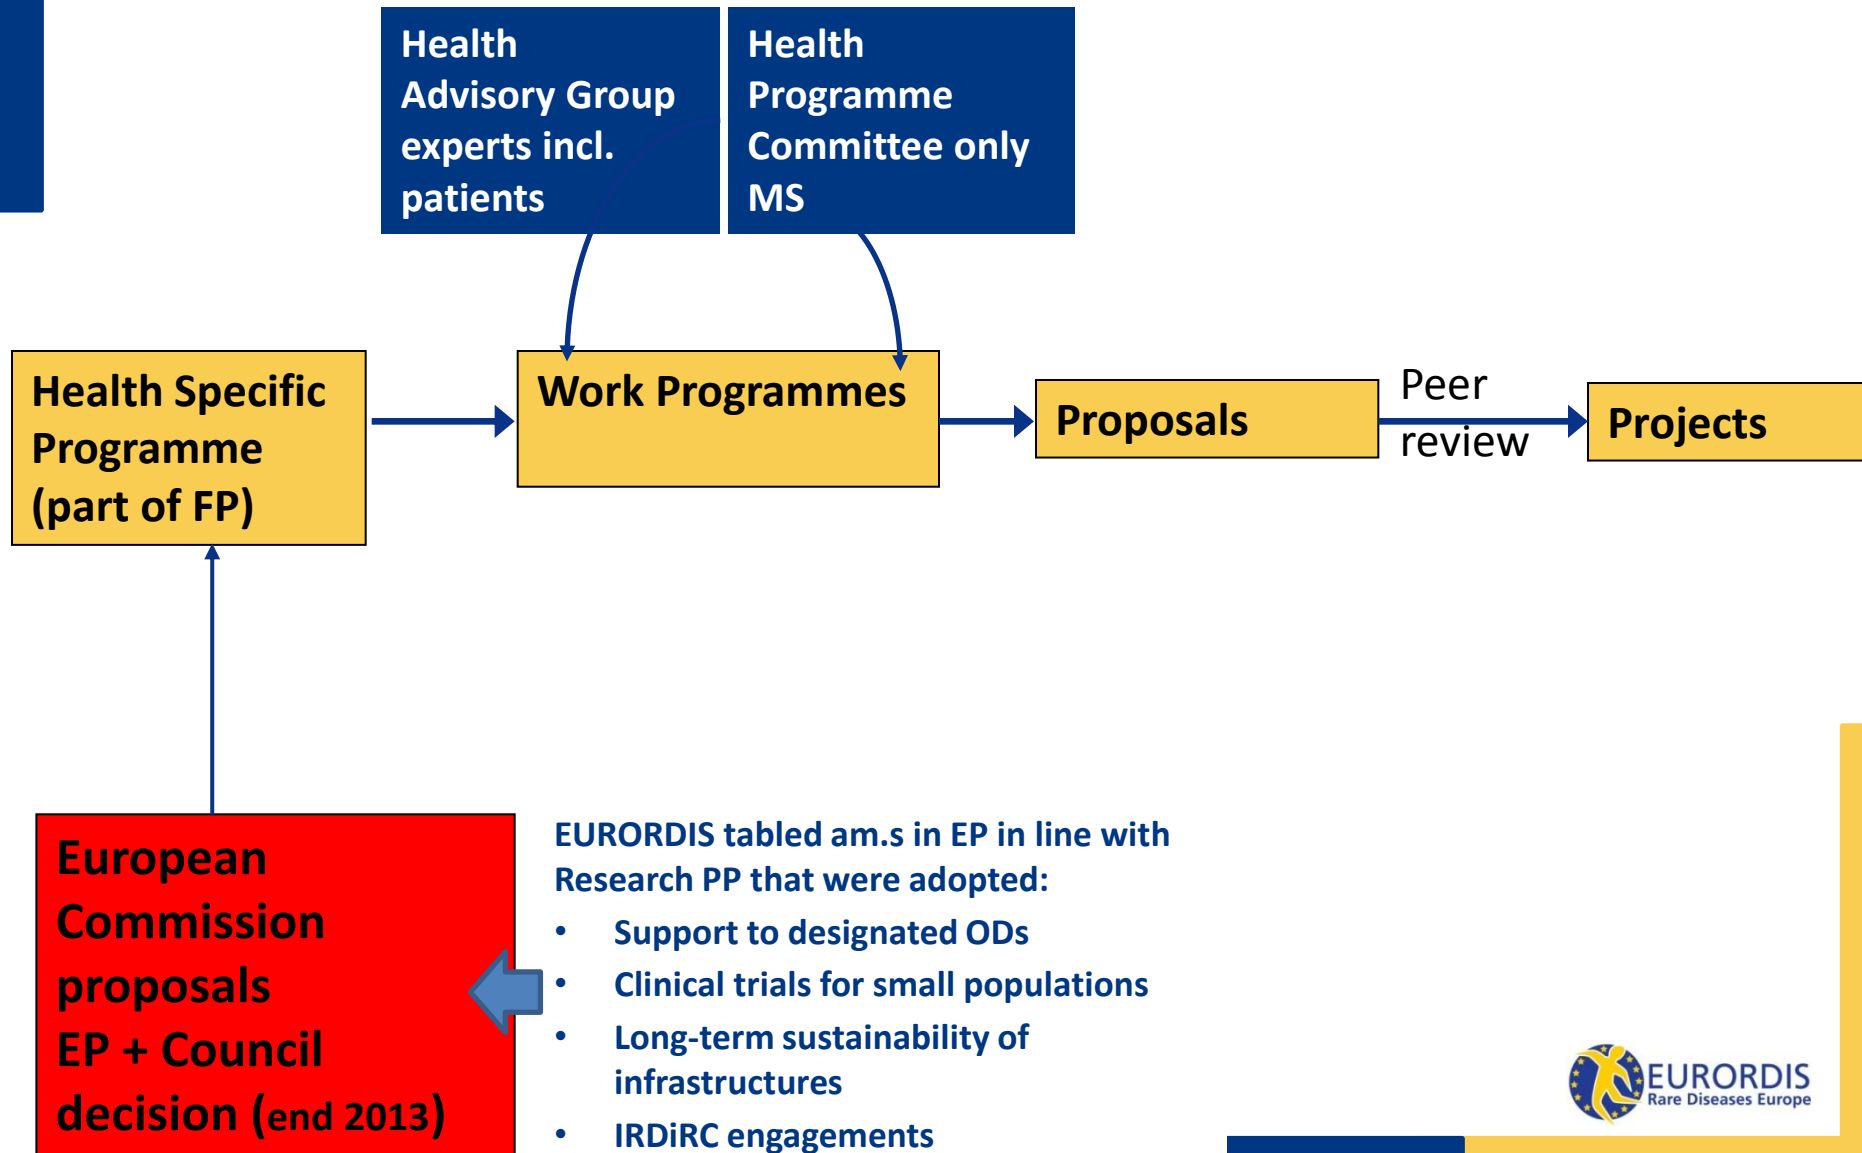 Health
Advisory Group
experts incl.
patients
Health
Programme
Committee only
MS
Health Specific
Programme
(part of FP)
Work Programmes
Proposals
Peer
review
Projects
European
Commission
proposals
EP + Council
decision (end 2013)
EURORDIS tabled am.s in EP in line with
Research PP that were adopted:
• Support to designated ODs
• Clinical trials for small populations
• Long-term sustainability of
infrastructures
• IRDiRC engagements
EURORDIS
Rare Diseases Europe